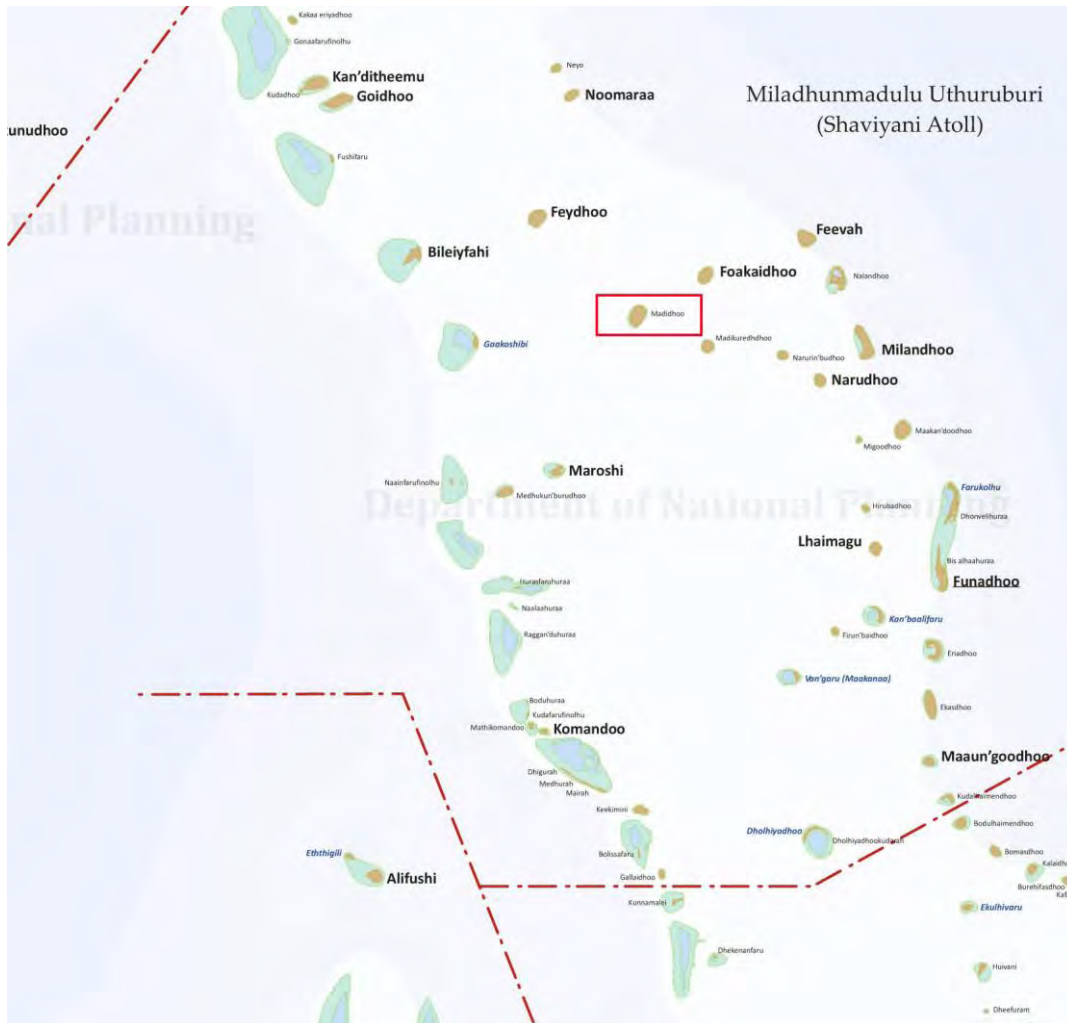 Kakaa eriyadhoo
Gonaafarufinolhu
Kan'ditheemu
Kudadhoo
Goidhoo
Neyo
Noomaraa
Miladhunmadulu Uthuruburi
(Shaviyani Atoll)
unudhoo
Fushifaru
nal Planning
Feydhoo
Feevah
Bileiyfahi
Foakaidhoo
Nalandhoo
Madidhoo
Gaakoshibi
Madikuredhdhoo
Narurin'budhoo
Milandhoo
Narudhoo
Maakan'doodhoo
Migoodhoo
Maroshi
Naainfarufinolhu
Medhukun'burudhoo
Farukolhu
Department of National Planning
Hirubadhoo
Dhonvelihuraa
Lhaimagu
Bis alhaahuraa
Funadhoo
Hurasfaruhuraa
Naalaahuraa
Kan'baalifaru
Raggan'duhuraa
Firun'baidhoo
Eriadhoo
Van'garu (Maakanaa)
Boduhuraa
Kudafarufinolhu
Mathikomandoo
Komandoo
Ekasdhoo
Maaun'goodhoo
Dhigurah
Medhurah
Mairah
Kudalhaimendhoo
Keekimini
Bodulhaimendhoo
Dholhiyadhoo
Dholhiyadhookudarah
Eththigili
Bolissafaru
Bomasdhoo
Alifushi
Gallaidhoo
Kalaidh
Burehifasdhoo
Kunnamalei
Ekulhivaru
Dhekenanfaru
Huivani
Dheefuram